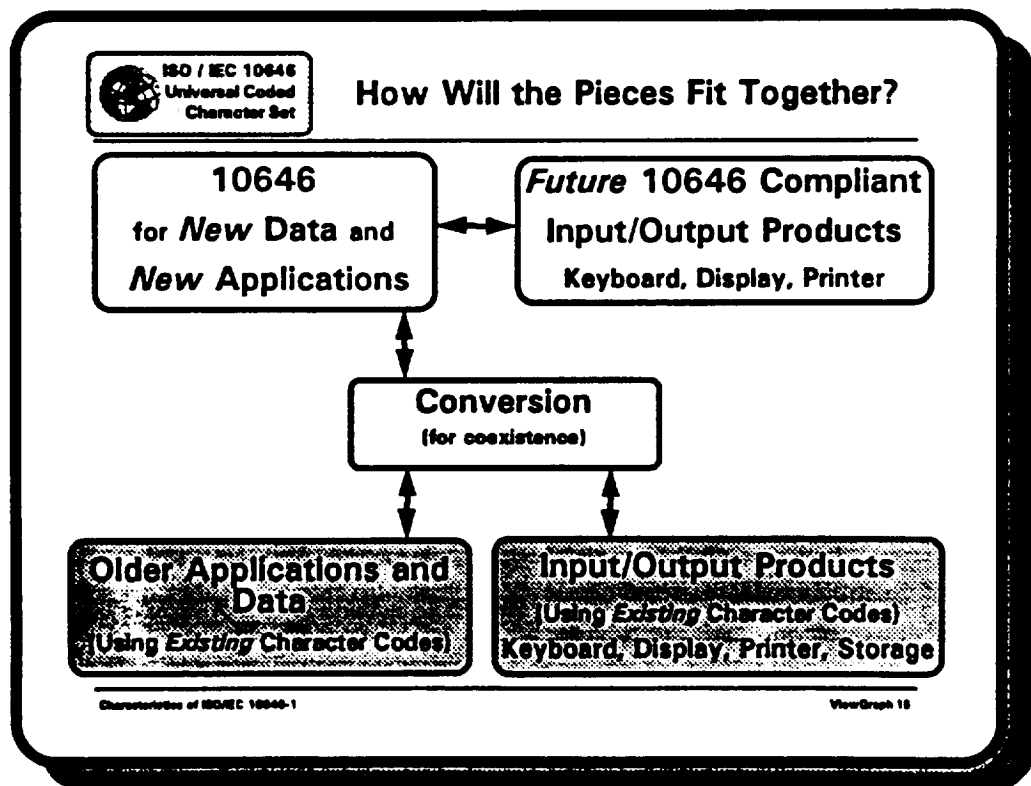 ISO / IEC 10646
Universal Coded
Character Set
How Will the Pieces Fit Together?
10646
for New Data and
New Applications
Future 10646 Compliant
Input/Output Products
Keyboard, Display, Printer
Conversion
(for coexistence)
Older Applications and
Data
(Using Existing Character Codes)
Input/Output Products
(Using Existing Character Codes)
Keyboard, Display, Printer, Storage
Characteristics of ISO/IEC 10646-1
ViewGraph